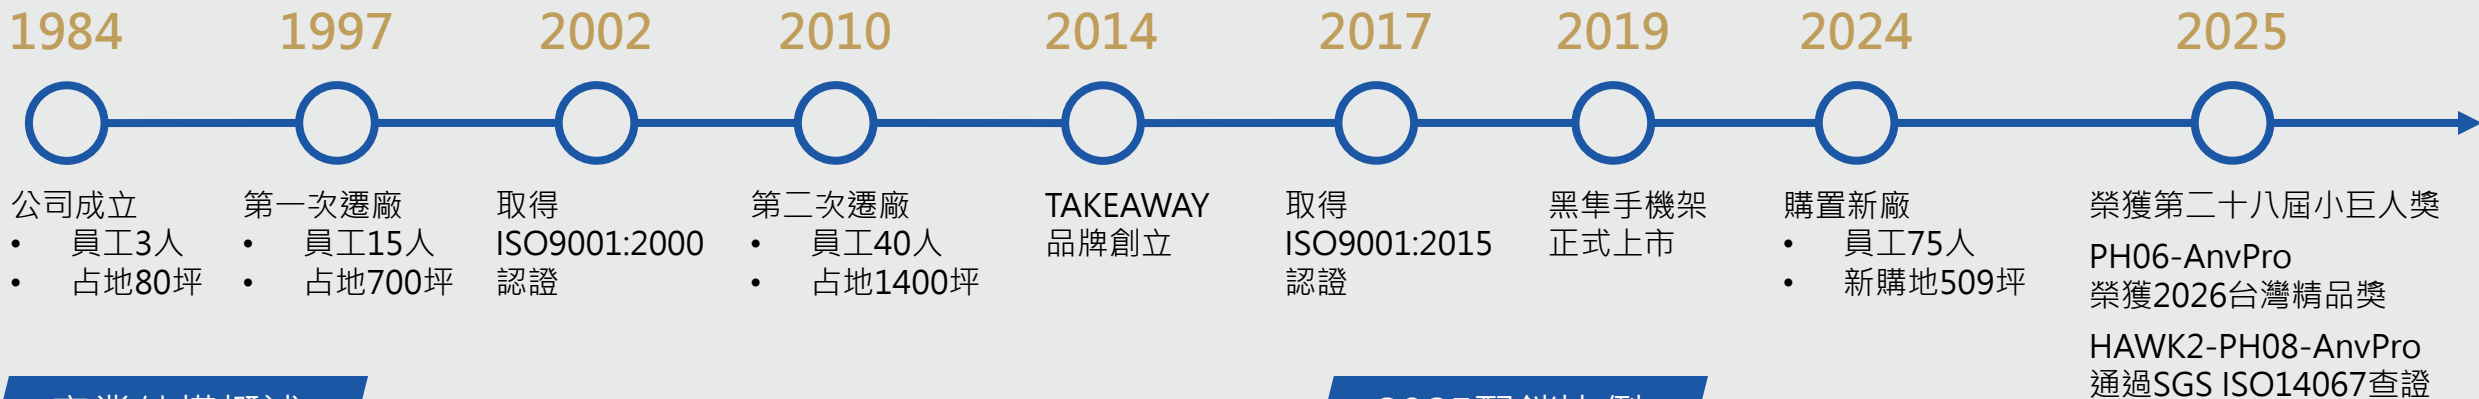 1984
公司成立
• 員工3人
• 占地80坪
1997
第一次遷廠
• 員工15人
• 占地700坪
2002
取得
ISO9001:2000
認證
2010
第二次遷廠
• 員工40人
• 占地1400坪
2014
TAKEAWAY
品牌創立
2017
取得
ISO9001:2015
認證
2019
黑隼手機架
正式上市
2024
購置新廠
• 員工75人
• 新購地509坪
2025
榮獲第二十八屆小巨人獎
PH06-AnvPro
榮獲2026台灣精品獎
HAWK2-PH08-AnvPro
通過SGS ISO14067查證